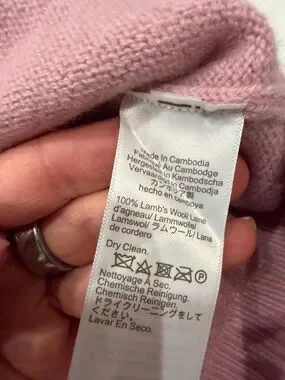 Made In Cambodia
Fabriqué Au Cambodge
Hergestellt in Kambodscha
Vervaardigd in Cambodja
カンボジア製
hecho en camboya
100% Lamb's Wool/ Laine
d'agneau/ Lammwolle/
Lamswol/ ラムウール/ Lana
de cordero
Dry Clean.
P
Nettoyage À Sec.
Chemische Reinigung.
Chemisch Reinigen.
ドライクリーニングをして
ください。
Lavar En Seco.